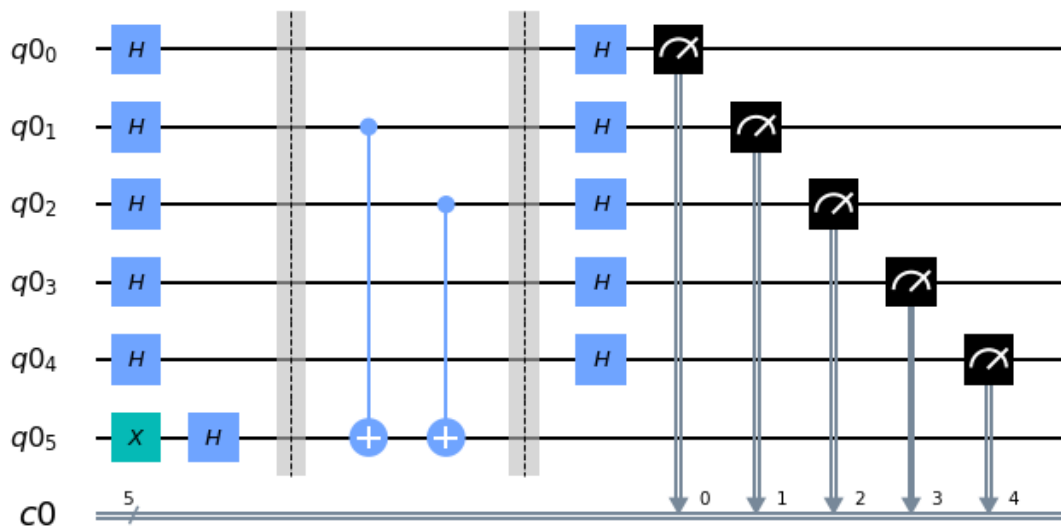 q0₀ H H
q0₁ H H
q0₂ H H
q0₃ H H
q0₄ H H
q0₅ X H
c0 5 0 1 2 3 4